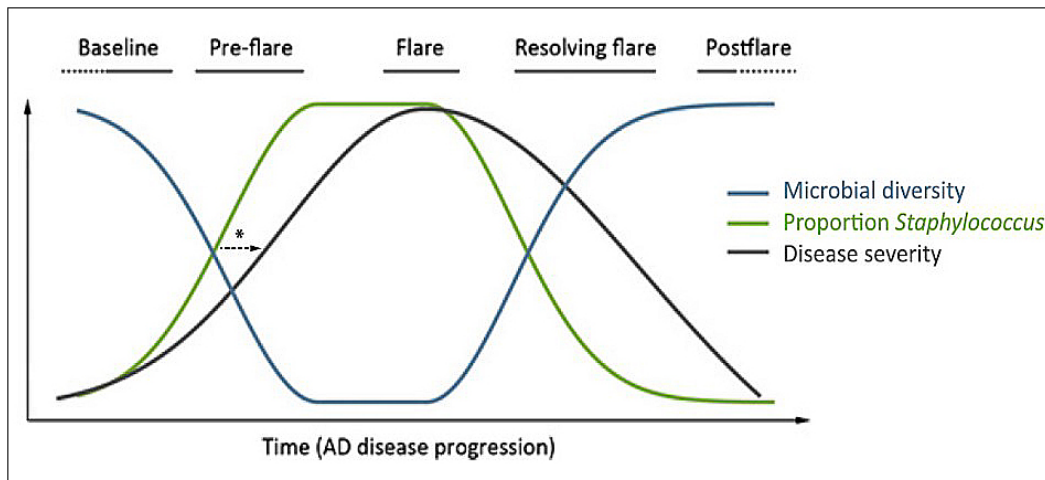 Baseline Pre-flare Flare Resolving flare Postflare
*
Microbial diversity
Proportion Staphylococcus
Disease severity
Time (AD disease progression)